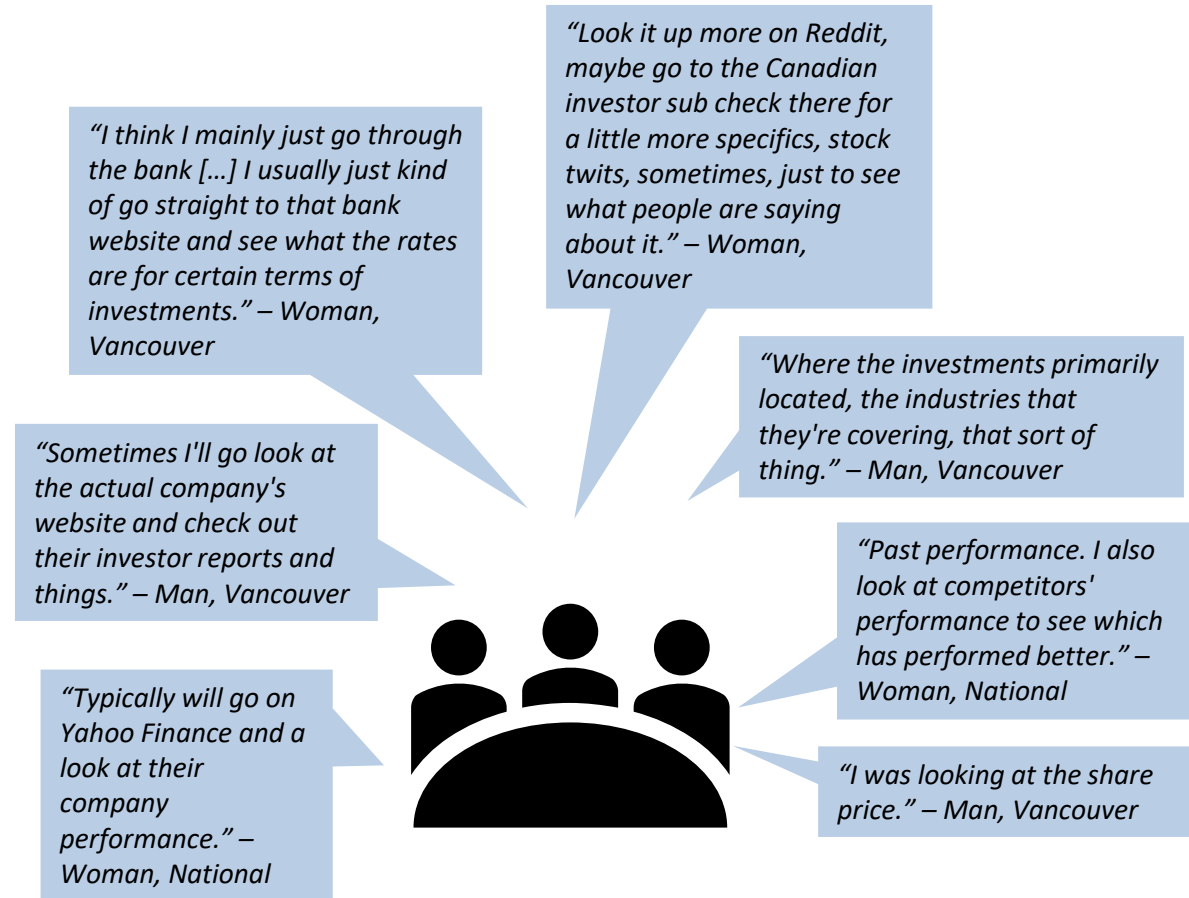 “Look it up more on Reddit,
maybe go to the Canadian
investor sub check there for
a little more specifics, stock
twits, sometimes, just to see
what people are saying
about it.” – Woman,
Vancouver
“I think I mainly just go through
the bank […] I usually just kind
of go straight to that bank
website and see what the rates
are for certain terms of
investments.” – Woman,
Vancouver
“Where the investments primarily
located, the industries that
they're covering, that sort of
thing.” – Man, Vancouver
“Sometimes I'll go look at
the actual company's
website and check out
their investor reports and
things.” – Man, Vancouver
“Past performance. I also
look at competitors'
performance to see which
has performed better.” –
Woman, National
“Typically will go on
Yahoo Finance and a
look at their
company
performance.” –
Woman, National
“I was looking at the share
price.” – Man, Vancouver